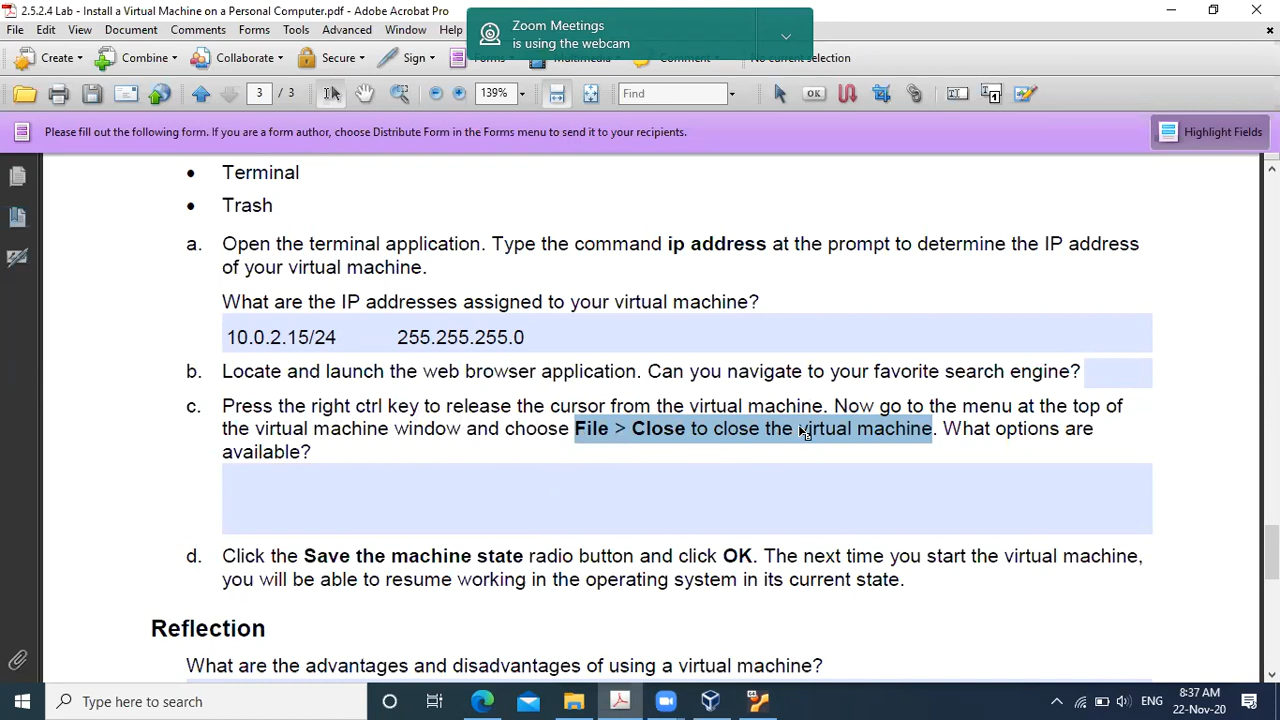 2.5.2.4 Lab - Install a Virtual Machine on a Personal Computer.pdf - Adobe Acrobat Pro
Zoom Meetings
is using the webcam
File Edit View Document Comments Forms Tools Advanced Window Help
Create Combine Collaborate Secure Sign Forms Multimedia Comment No current selection
3 / 3 139% Find OK
Please fill out the following form. If you are a form author, choose Distribute Form in the Forms menu to send it to your recipients.
Highlight Fields
• Terminal
• Trash
a. Open the terminal application. Type the command ip address at the prompt to determine the IP address
of your virtual machine.
What are the IP addresses assigned to your virtual machine?
10.0.2.15/24 255.255.255.0
b. Locate and launch the web browser application. Can you navigate to your favorite search engine?
c. Press the right ctrl key to release the cursor from the virtual machine. Now go to the menu at the top of
the virtual machine window and choose File > Close to close the virtual machine. What options are
available?
d. Click the Save the machine state radio button and click OK. The next time you start the virtual machine,
you will be able to resume working in the operating system in its current state.
Reflection
What are the advantages and disadvantages of using a virtual machine?
Type here to search
ENG
8:37 AM
22-Nov-20